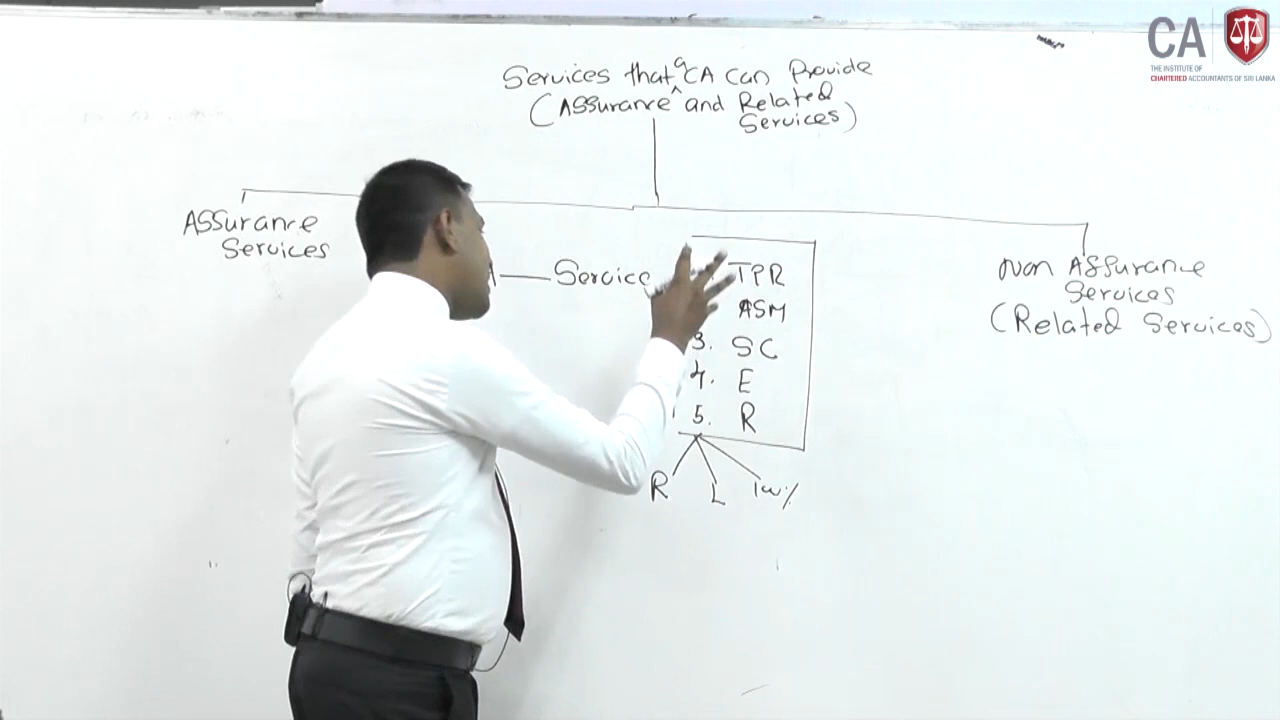 CA
THE INSTITUTE OF
CHARTERED ACCOUNTANTS OF SRI LANKA
Services that a CA can Provide
(Assurance ^ and Related
Services)
Assurance
Services
Service
TPR
ASM
3. SC
4. E
5. R
R L 100%
Non Assurance
Services
(Related Services)